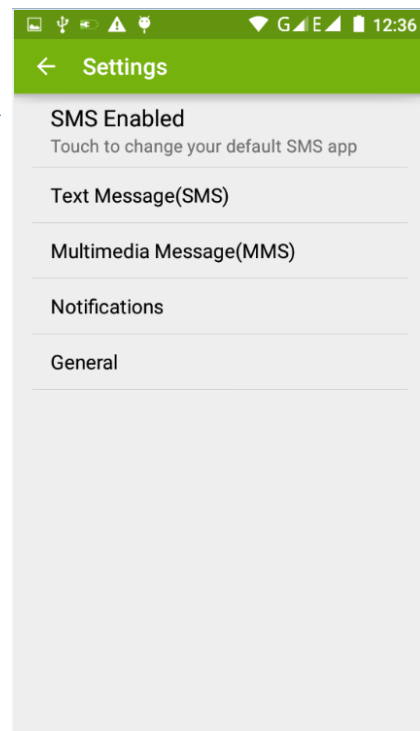 G E 12:36
Settings
SMS Enabled
Touch to change your default SMS app
Text Message(SMS)
Multimedia Message(MMS)
Notifications
General